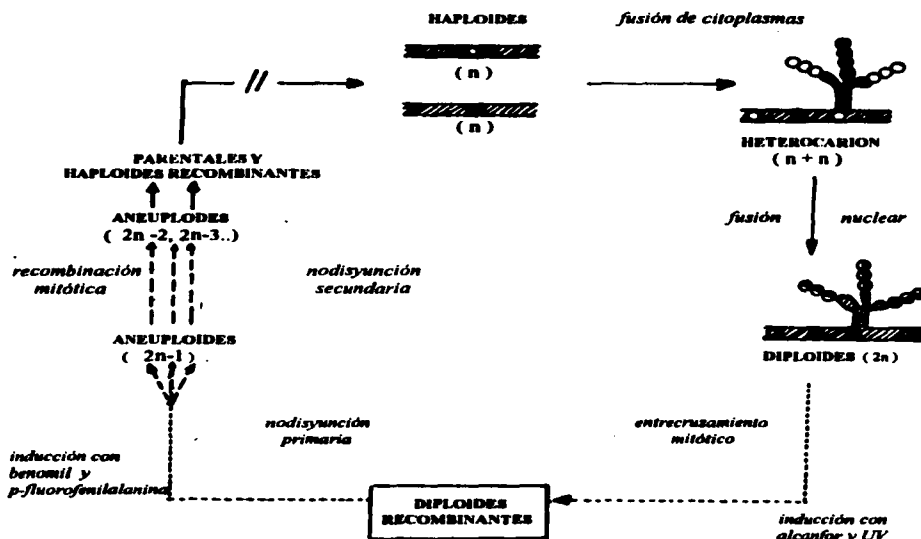 HAPLOIDES
fusión de citoplasmas
( n )
( n )
HETEROCARION
( n + n )
PARENTALES Y
HAPLOIDES RECOMBINANTES
ANEUPLODES
( 2n -2, 2n-3..)
fusión nuclear
recombinación
mitótica
nodisyunción
secundaria
ANEUPLOIDES
( 2n-1 )
DIPLOIDES ( 2n)
nodisyunción
primaria
entrecruzamiento
mitótico
inducción con
benomil y
p-fluorofenilalanina
DIPLOIDES
RECOMBINANTES
inducción con
alcanfor y UV